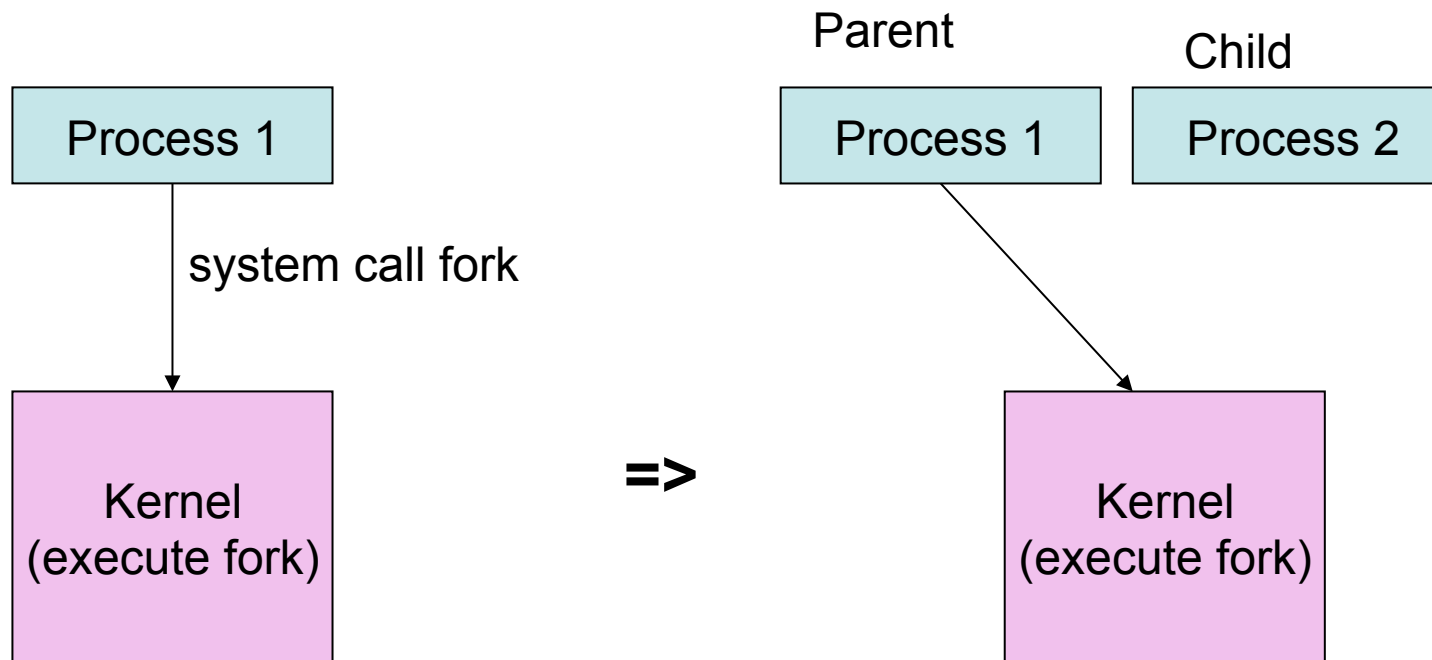 Process 1
system call fork
Kernel
(execute fork)
=>
Parent
Child
Process 1
Process 2
Kernel
(execute fork)